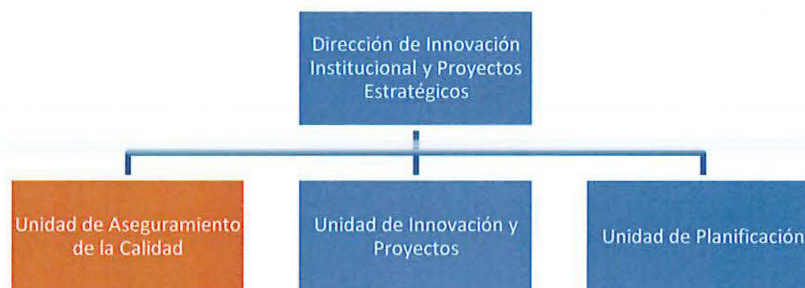 Dirección de Innovación
Institucional y Proyectos
Estratégicos
Unidad de Aseguramiento
de la Calidad
Unidad de Innovación y
Proyectos
Unidad de Planificación